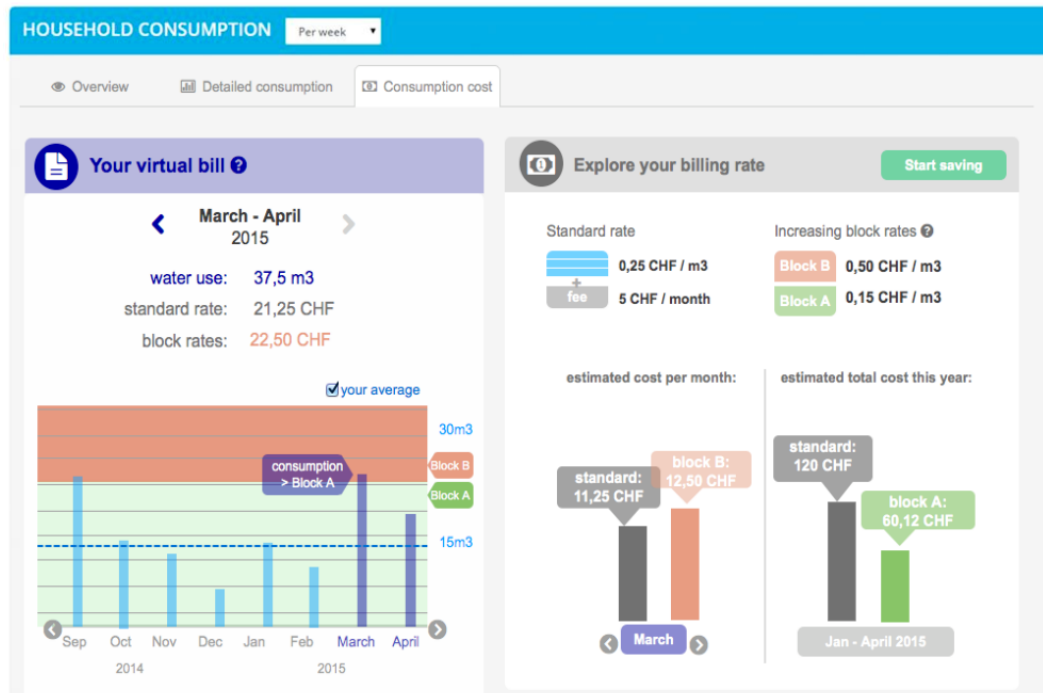 HOUSEHOLD CONSUMPTION
Per week
Overview
Detailed consumption
Consumption cost
Your virtual bill ?
March - April
2015
water use: 37,5 m3
standard rate: 21,25 CHF
block rates: 22,50 CHF
your average
30m3
Block B
Block A
15m3
consumption
> Block A
Sep Oct Nov Dec Jan Feb March April
2014 2015
Explore your billing rate
Start saving
Standard rate
0,25 CHF / m3
+
fee 5 CHF / month
Increasing block rates ?
Block B 0,50 CHF / m3
Block A 0,15 CHF / m3
estimated cost per month:
standard:
11,25 CHF
block B:
12,50 CHF
March
estimated total cost this year:
standard:
120 CHF
block A:
60,12 CHF
Jan - April 2015